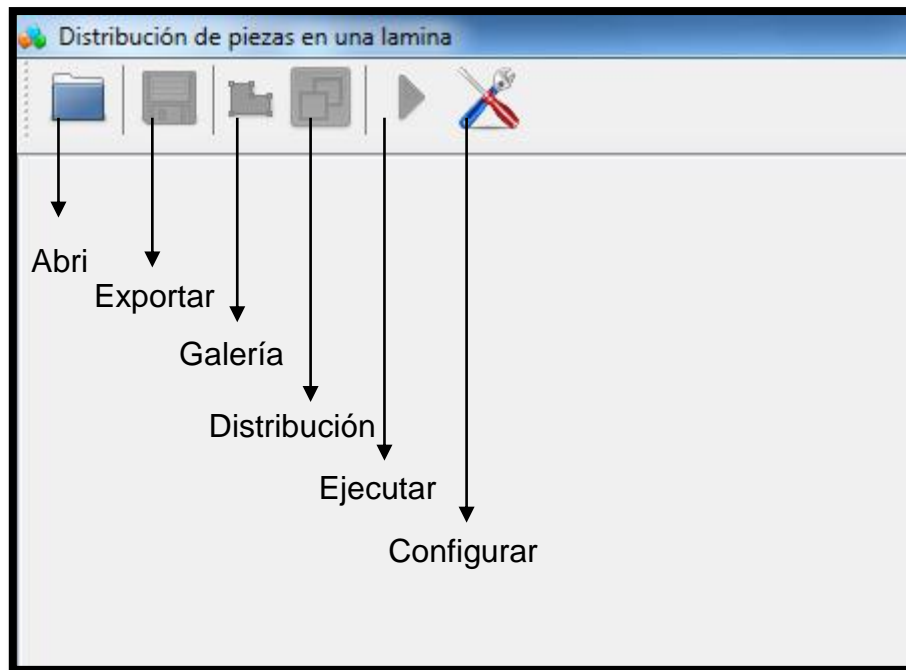 Distribución de piezas en una lamina
Abri
Exportar
Galería
Distribución
Ejecutar
Configurar